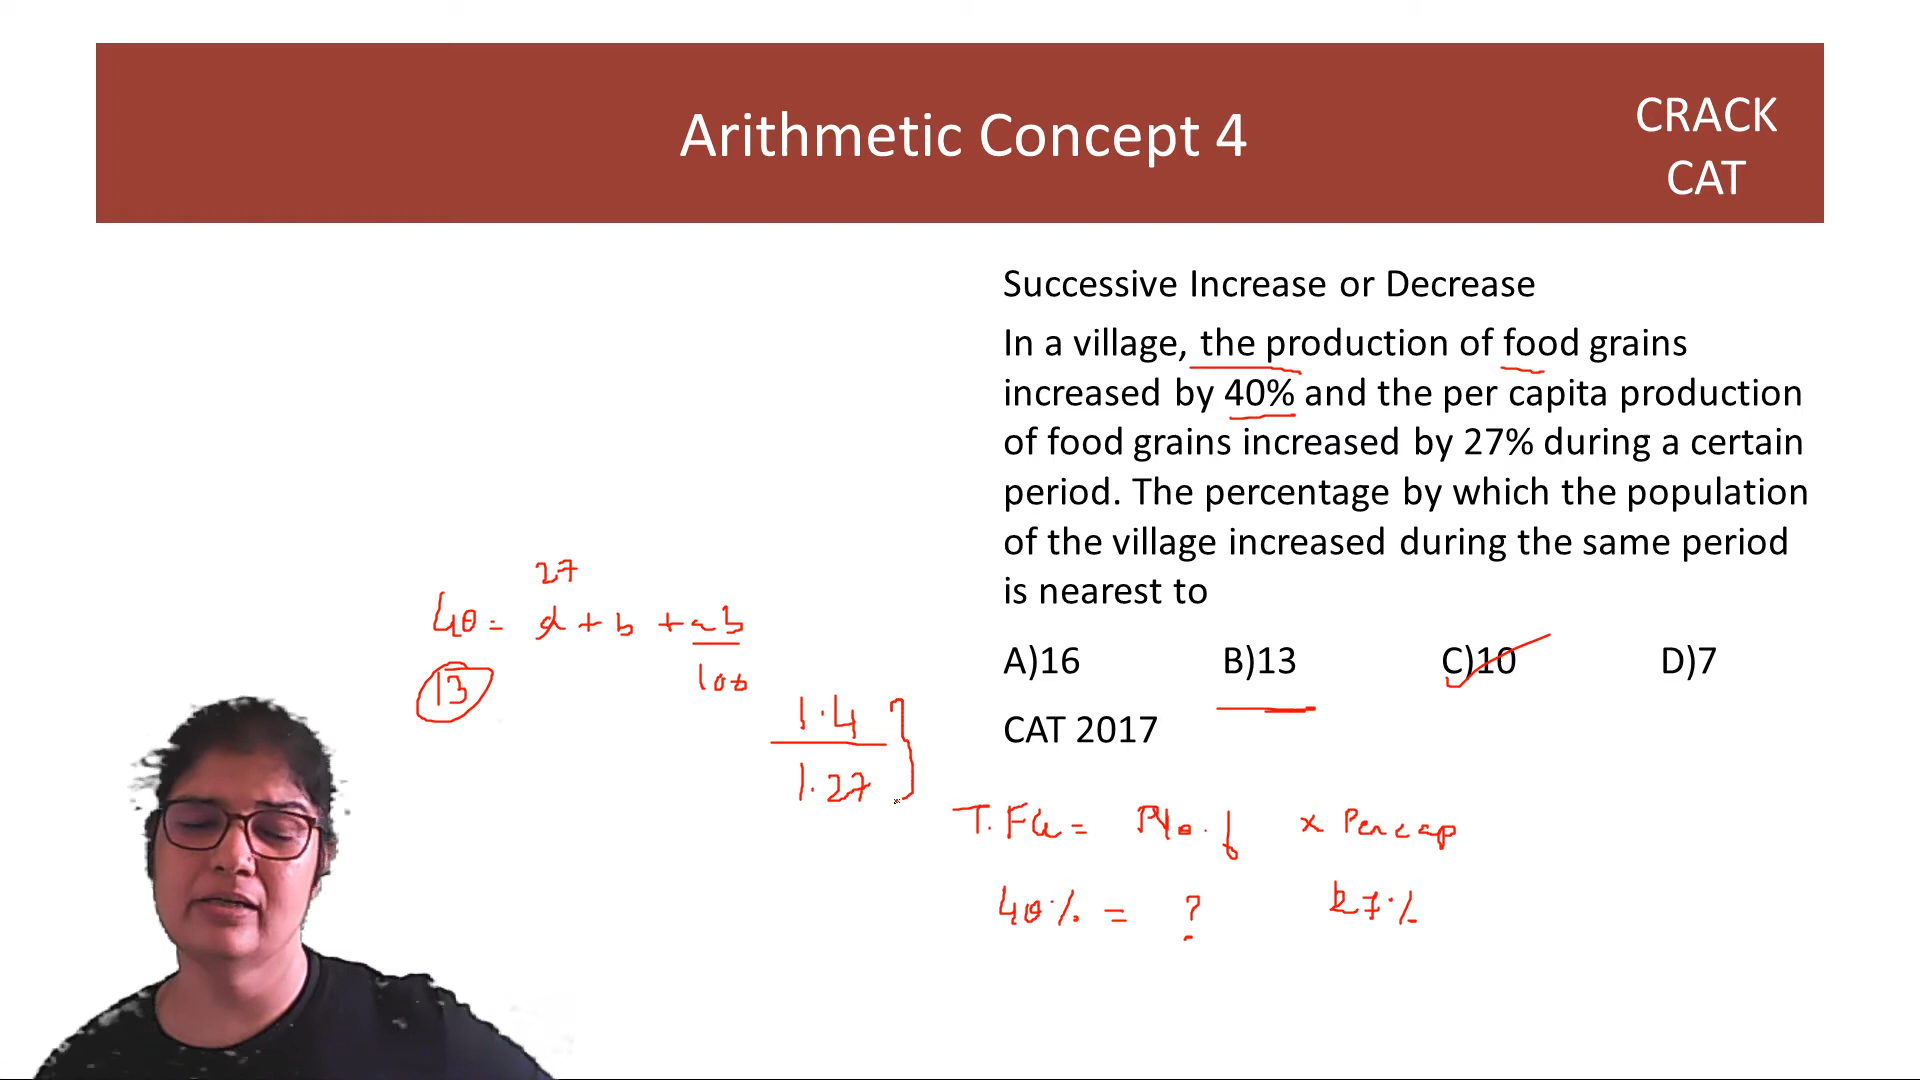 Arithmetic Concept 4
CRACK
CAT
Successive Increase or Decrease
In a village, the production of food grains
increased by 40% and the per capita production
of food grains increased by 27% during a certain
period. The percentage by which the population
of the village increased during the same period
is nearest to
A)16 B)13 C)10 D)7
CAT 2017
27
40 = a + b + ab
100
13
1.4
1.27
T. FG = No. of × Percap
40% = ? 27%